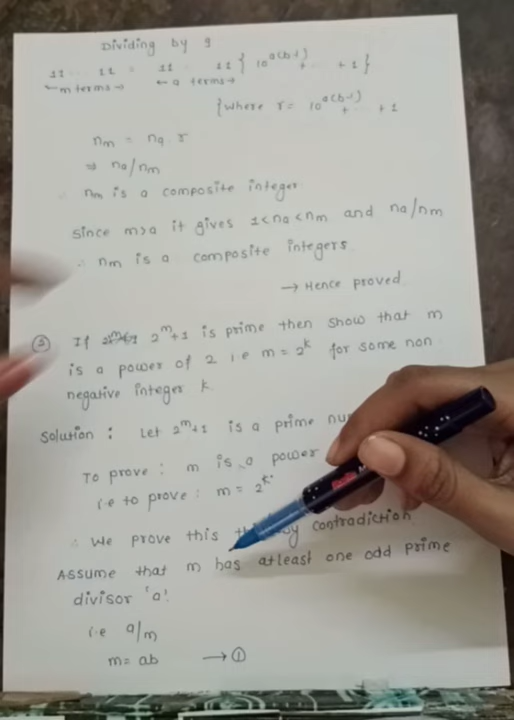 Dividing by 9
11 ... 11 = 11 ... 11 { 10^a(b-1) + ... + 1 }
← m terms → ← a terms →
{where r = 10^a(b-1) + ... + 1
n_m = n_a . r
⇒ n_a/n_m
∴ n_m is a composite integer
since m>a it gives 1<n_a<n_m and n_a/n_m
∴ n_m is a composite integers
→ Hence proved
③ If 2^m+1 is prime then show that m
is a power of 2 i.e m = 2^k for some non
negative integer k.
Solution : Let 2^m+1 is a prime
To prove : m is a power
i.e to prove : m = 2^k
∴ We prove this by contradiction
Assume that m has atleast one odd prime
divisor 'a'
i.e a/m
m = ab → ①